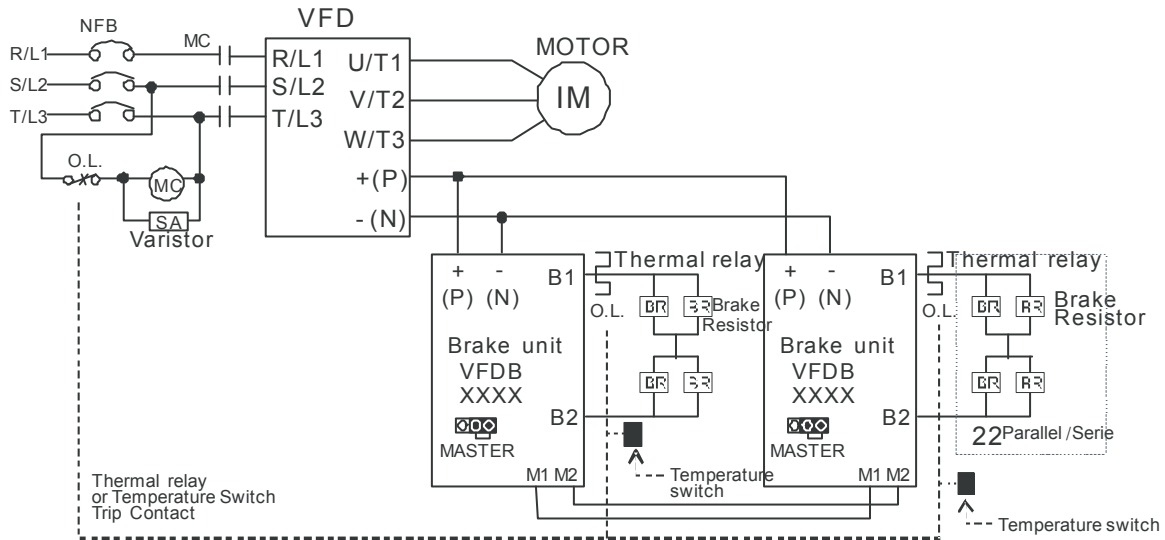 VFD
NFB
MC
MOTOR
R/L1
R/L1
U/T1
S/L2
S/L2
V/T2
IM
T/L3
T/L3
W/T3
O.L.
MC
+(P)
SA
-(N)
Varistor
+ -
(P) (N)
B1
Thermal relay
O.L.
BR BR
Brake
Resistor
Brake unit
VFDB
XXXX
BR BR
B2
MASTER
M1 M2
Temperature
switch
+ -
(P) (N)
B1
Thermal relay
O.L.
BR BR
Brake
Resistor
Brake unit
VFDB
XXXX
BR BR
B2
22 Parallel /Serie
MASTER
M1 M2
Temperature switch
Thermal relay
or Temperature Switch
Trip Contact